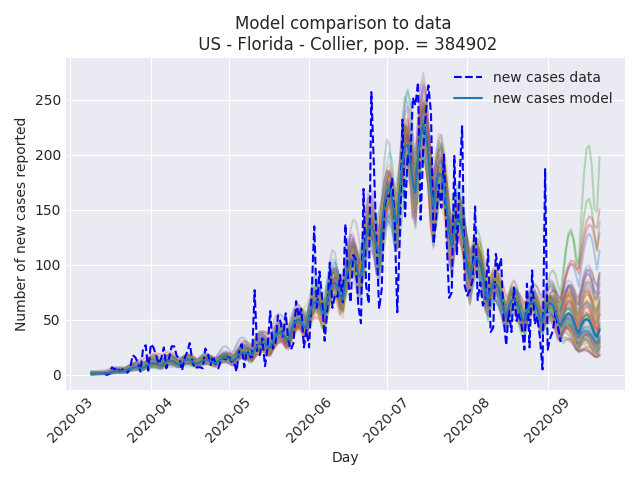 Model comparison to data
US - Florida - Collier, pop. = 384902
new cases data
new cases model
Number of new cases reported
250
200
150
100
50
0
2020-03
2020-04
2020-05
2020-06
2020-07
2020-08
2020-09
Day